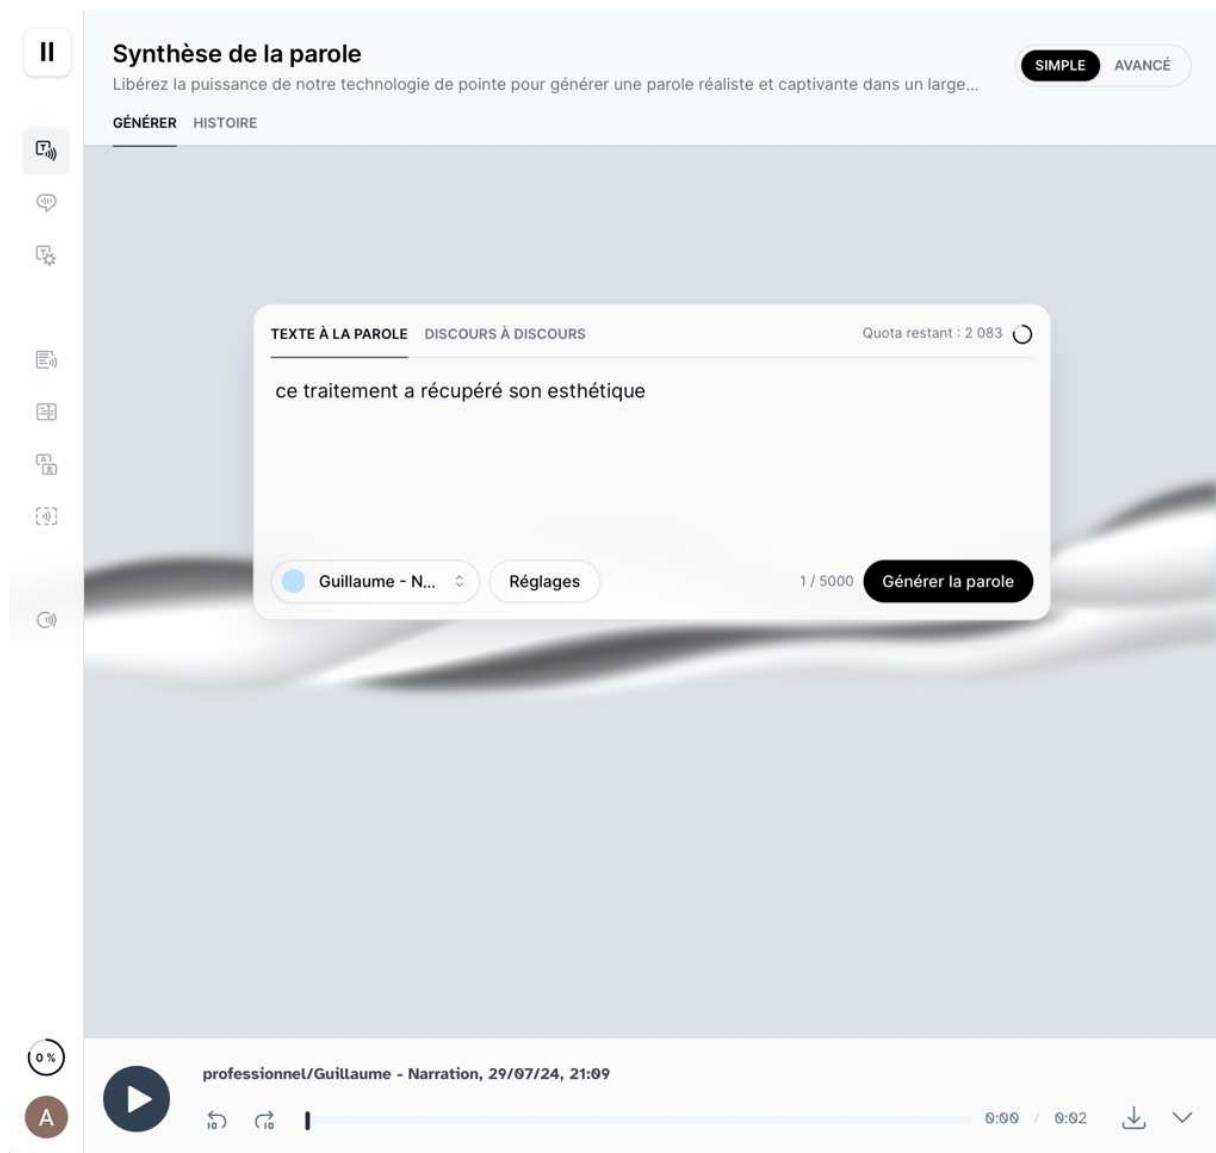 Synthèse de la parole
Libérez la puissance de notre technologie de pointe pour générer une parole réaliste et captivante dans un large...
SIMPLE AVANCÉ
GÉNÉRER HISTOIRE
TEXTE À LA PAROLE DISCOURS À DISCOURS Quota restant : 2 083
ce traitement a récupéré son esthétique
Guillaume - N... Réglages 1 / 5000 Générer la parole
0 %
professionnel/Guillaume - Narration, 29/07/24, 21:09
A
10 10 0:00 / 0:02